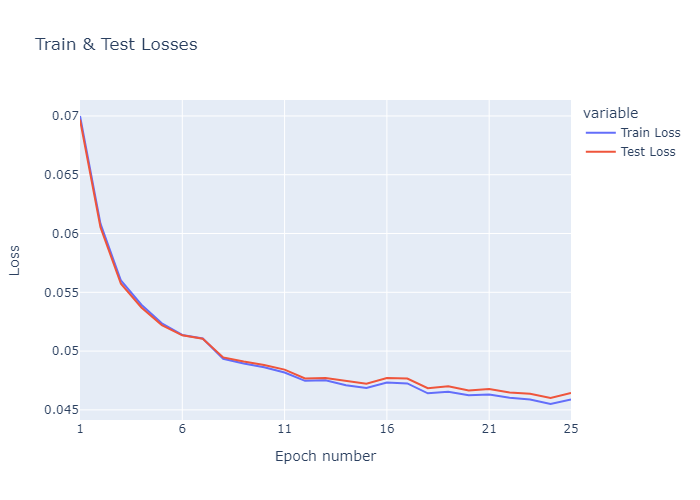 Train & Test Losses
variable
Train Loss
Test Loss
Loss
0.07
0.065
0.06
0.055
0.05
0.045
1
6
11
16
21
25
Epoch number